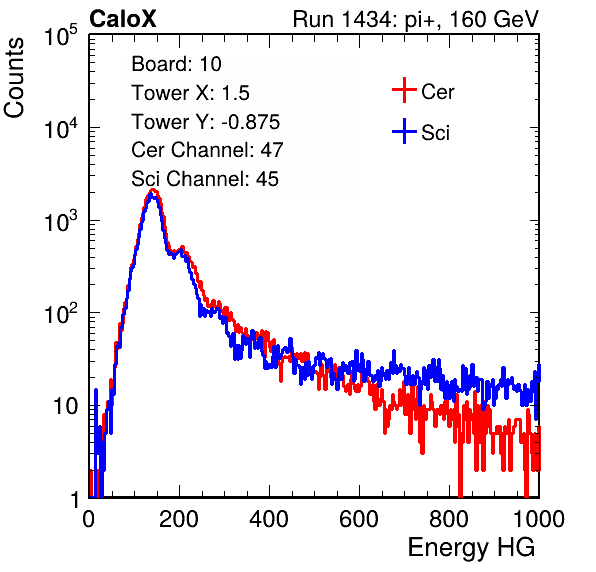 CaloX Run 1434: pi+, 160 GeV
Board: 10
Tower X: 1.5
Tower Y: -0.875
Cer Channel: 47
Sci Channel: 45
Cer
Sci
Counts
10^5
10^4
10^3
10^2
10
1
0 200 400 600 800 1000
Energy HG